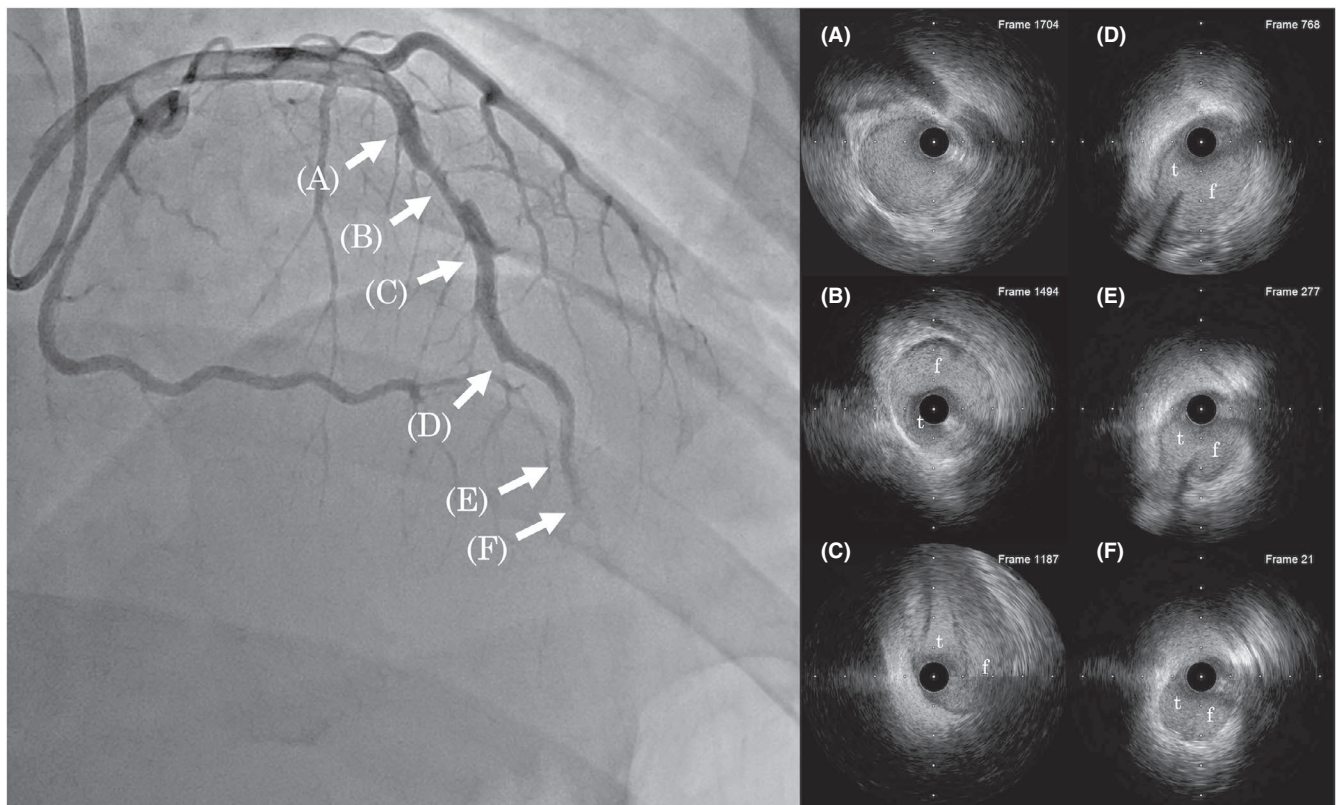 (A)
(B)
(C)
(D)
(E)
(F)
(A)
Frame 1704
(D)
Frame 768
t
f
(B)
Frame 1494
f
t
(E)
Frame 277
t
f
(C)
Frame 1187
t
f
(F)
Frame 21
t
f